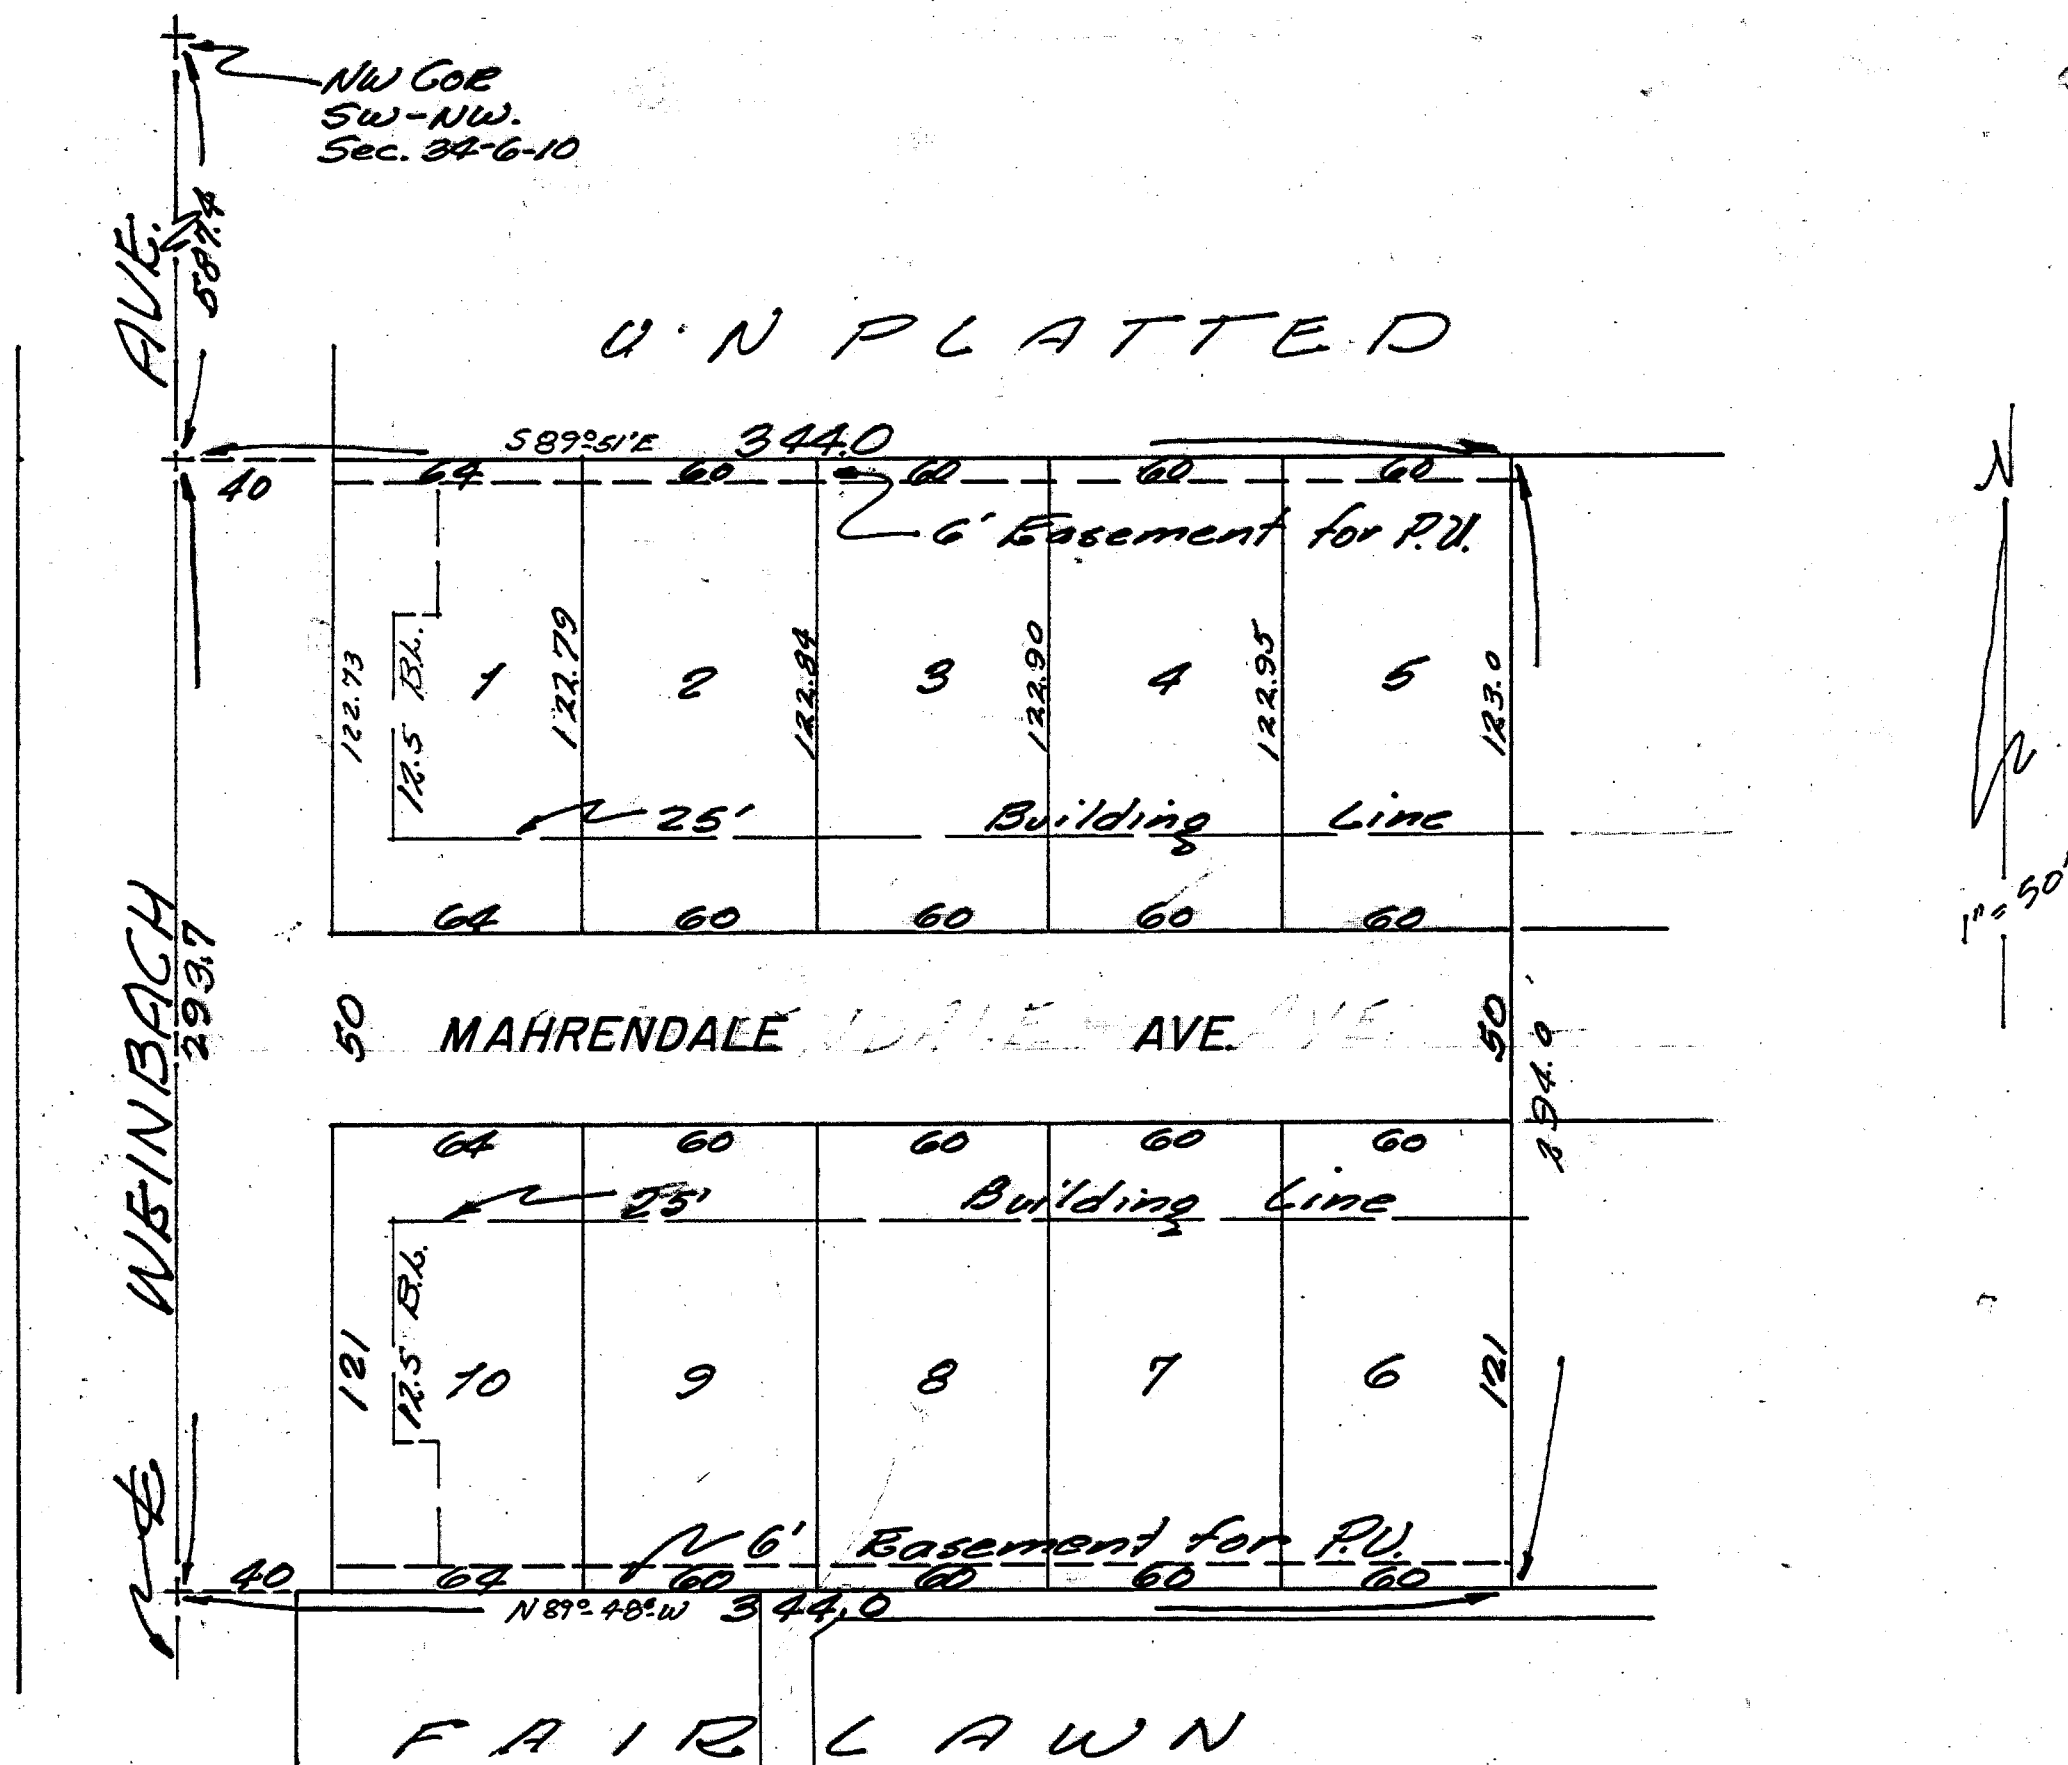 NW COR
SW-NW.
Sec. 34-6-10
AVE.
587.4
UNPLATTED
S 89°-51'E 344.0
40
64 60 60 60 60
6' Easement for P.U.
122.73
12.5 B.L.
1
122.79
2
122.84
3
122.90
4
122.95
5
123.0
25' Building Line
64 60 60 60 60
N
1"=50'
WEINBACH
293.7
50
MAHRENDALE AVE.
50
294.0
64 60 60 60 60
25' Building Line
121
12.5 B.L.
10 9 8 7 6
121
6' Easement for P.U.
40
64 60 60 60 60
N 89°-48'-W 344.0
FAIR LAWN